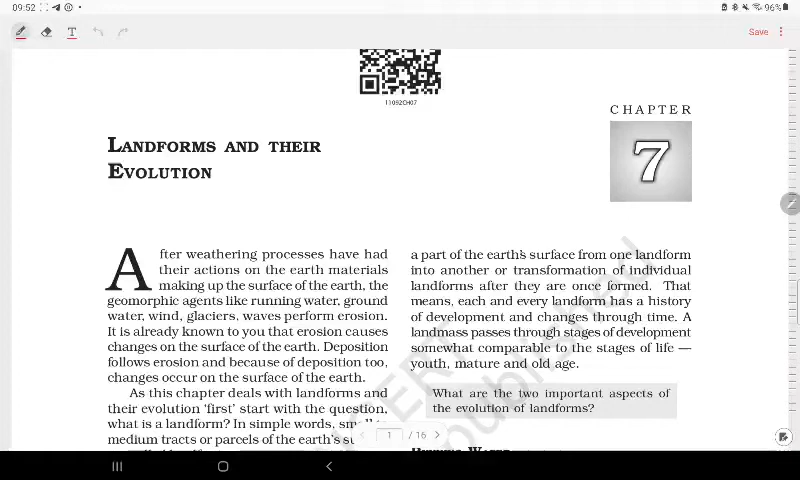 09:52
96%
T
Save
11092CH07
CHAPTER
7
LANDFORMS AND THEIR
EVOLUTION
After weathering processes have had
their actions on the earth materials
making up the surface of the earth, the
geomorphic agents like running water, ground
water, wind, glaciers, waves perform erosion.
It is already known to you that erosion causes
changes on the surface of the earth. Deposition
follows erosion and because of deposition too,
changes occur on the surface of the earth.
As this chapter deals with landforms and
their evolution 'first' start with the question,
what is a landform? In simple words, small to
medium tracts or parcels of the earth's su
a part of the earth's surface from one landform
into another or transformation of individual
landforms after they are once formed. That
means, each and every landform has a history
of development and changes through time. A
landmass passes through stages of development
somewhat comparable to the stages of life —
youth, mature and old age.
What are the two important aspects of
the evolution of landforms?
1 / 16